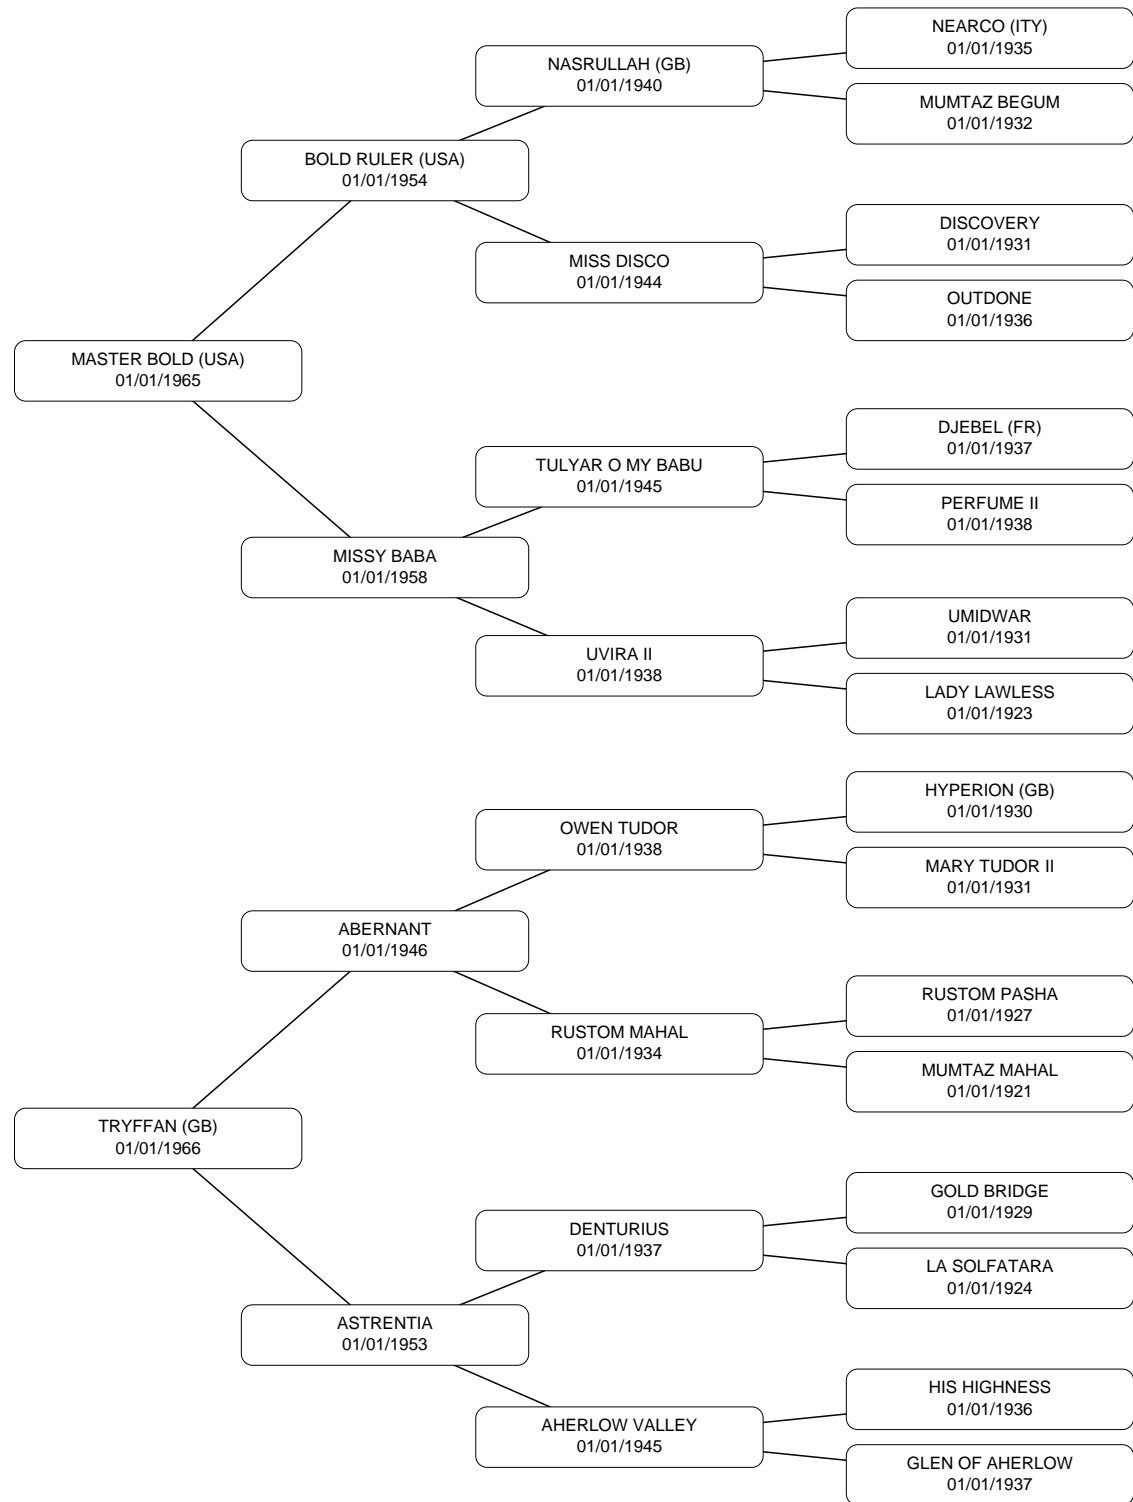 NEARCO (ITY)
01/01/1935
NASRULLAH (GB)
01/01/1940
MUMTAZ BEGUM
01/01/1932
BOLD RULER (USA)
01/01/1954
DISCOVERY
01/01/1931
MISS DISCO
01/01/1944
OUTDONE
01/01/1936
MASTER BOLD (USA)
01/01/1965
DJEBEL (FR)
01/01/1937
TULYAR O MY BABU
01/01/1945
PERFUME II
01/01/1938
MISSY BABA
01/01/1958
UMIDWAR
01/01/1931
UVIRA II
01/01/1938
LADY LAWLESS
01/01/1923
HYPERION (GB)
01/01/1930
OWEN TUDOR
01/01/1938
MARY TUDOR II
01/01/1931
ABERNANT
01/01/1946
RUSTOM PASHA
01/01/1927
RUSTOM MAHAL
01/01/1934
MUMTAZ MAHAL
01/01/1921
TRYFFAN (GB)
01/01/1966
GOLD BRIDGE
01/01/1929
DENTURIUS
01/01/1937
LA SOLFATARA
01/01/1924
ASTRENTIA
01/01/1953
HIS HIGHNESS
01/01/1936
AHERLOW VALLEY
01/01/1945
GLEN OF AHERLOW
01/01/1937